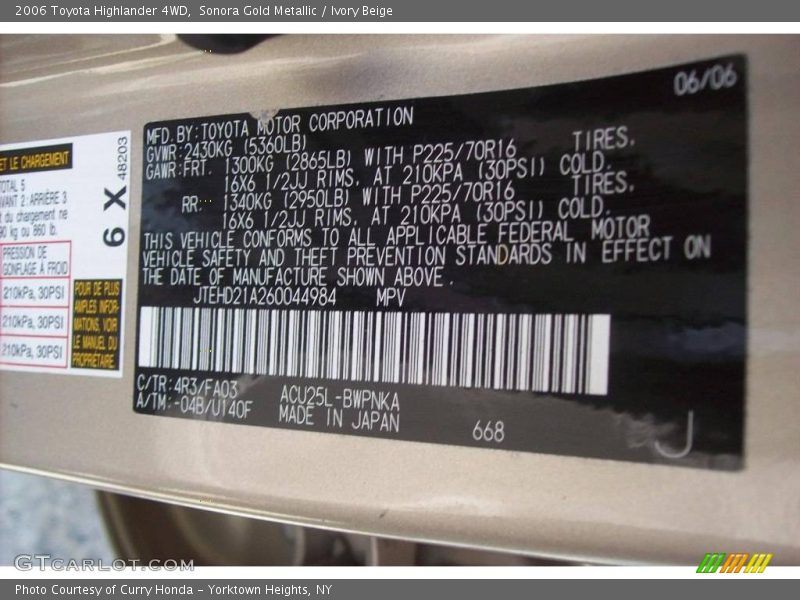 2006 Toyota Highlander 4WD, Sonora Gold Metallic / Ivory Beige
06/06
MFD. BY: TOYOTA MOTOR CORPORATION
GVWR: 2430KG (5360LB)
GAWR: FRT. 1300KG (2865LB) WITH P225/70R16 TIRES.
16X6 1/2JJ RIMS, AT 210KPA (30PSI) COLD.
RR: 1340KG (2950LB) WITH P225/70R16 TIRES.
16X6 1/2JJ RIMS, AT 210KPA (30PSI) COLD.
THIS VEHICLE CONFORMS TO ALL APPLICABLE FEDERAL MOTOR
VEHICLE SAFETY AND THEFT PREVENTION STANDARDS IN EFFECT ON
THE DATE OF MANUFACTURE SHOWN ABOVE.
JTEHD21A260044984 MPV
C/TR: 4R3/FA03 ACU25L-BWPNKA
A/TM: -04B/U140F MADE IN JAPAN
668
J
ET LE CHARGEMENT
TOTAL 5
AVANT 2: ARRIÈRE 3
du chargement ne
90 kg ou 860 lb.
PRESSION DE
GONFLAGE À FROID
210kPa, 30PSI
210kPa, 30PSI
210kPa, 30PSI
POUR DE PLUS
AMPLES INFOR-
MATIONS, VOIR
LE MANUEL DU
PROPRIÉTAIRE.
6 X 48203
GTCARLOT.COM
Photo Courtesy of Curry Honda - Yorktown Heights, NY